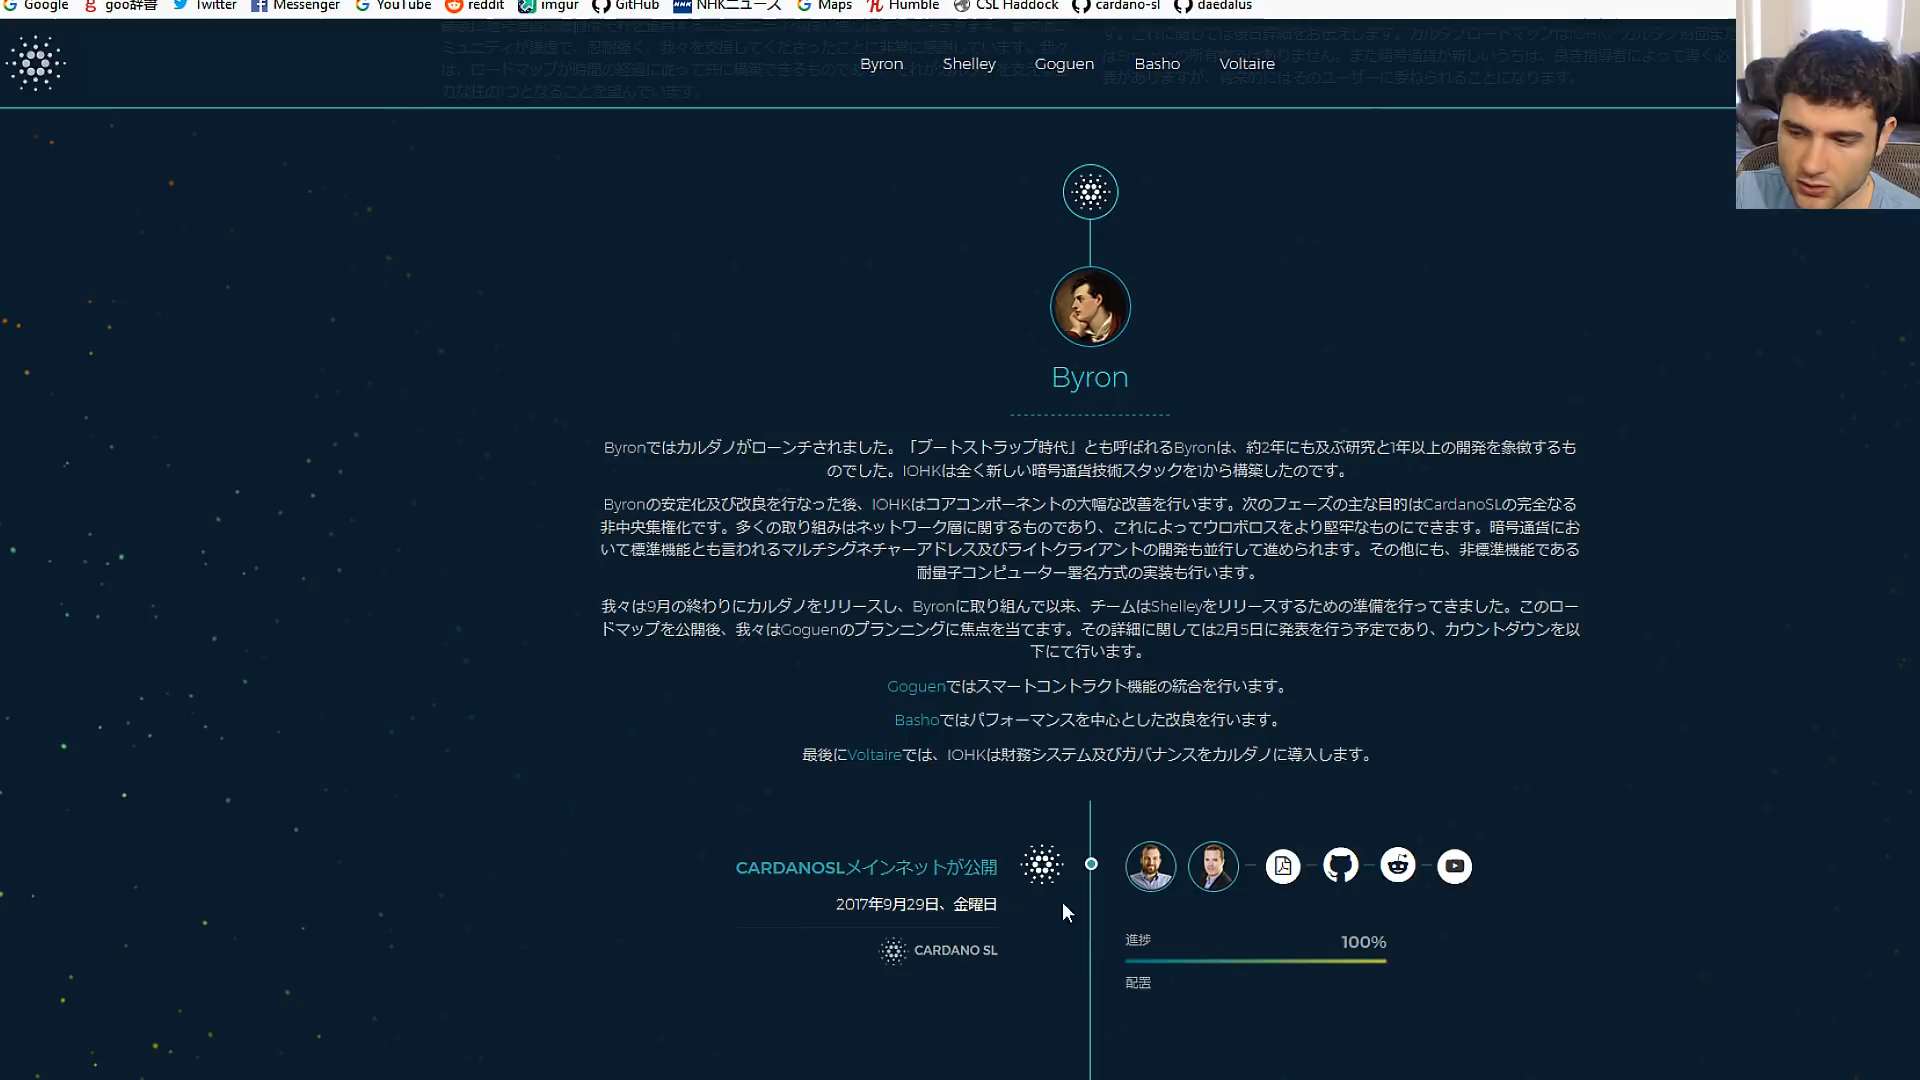 Google goo辞書 Twitter Messenger YouTube reddit imgur GitHub NHKニュース Maps Humble CSL Haddock cardano-sl daedalus
Byron Shelley Goguen Basho Voltaire
Byron
Byronではカルダノがローンチされました。「ブートストラップ時代」とも呼ばれるByronは、約2年にも及ぶ研究と1年以上の開発を象徴するも
のでした。IOHKは全く新しい暗号通貨技術スタックを1から構築したのです。
Byronの安定化及び改良を行なった後、IOHKはコアコンポーネントの大幅な改善を行います。次のフェーズの主な目的はCardanoSLの完全なる
非中央集権化です。多くの取り組みはネットワーク層に関するものであり、これによってウロボロスをより堅牢なものにできます。暗号通貨にお
いて標準機能とも言われるマルチシグネチャーアドレス及びライトクライアントの開発も並行して進められます。その他にも、非標準機能である
耐量子コンピューター署名方式の実装も行います。
我々は9月の終わりにカルダノをリリースし、Byronに取り組んで以来、チームはShelleyをリリースするための準備を行ってきました。このロー
ドマップを公開後、我々はGoguenのプランニングに焦点を当てます。その詳細に関しては2月5日に発表を行う予定であり、カウントダウンを以
下にて行います。
Goguenではスマートコントラクト機能の統合を行います。
Bashoではパフォーマンスを中心とした改良を行います。
最後にVoltaireでは、IOHKは財務システム及びガバナンスをカルダノに導入します。
CARDANOSLメインネットが公開
2017年9月29日、金曜日
CARDANO SL
進捗 100%
配置